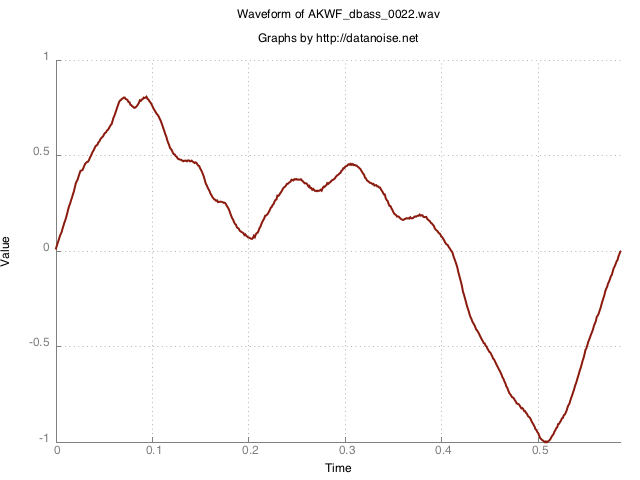 Waveform of AKWF_dbass_0022.wav
Graphs by http://datanoise.net
1
0.5
0
-0.5
-1
Value
0 0.1 0.2 0.3 0.4 0.5
Time